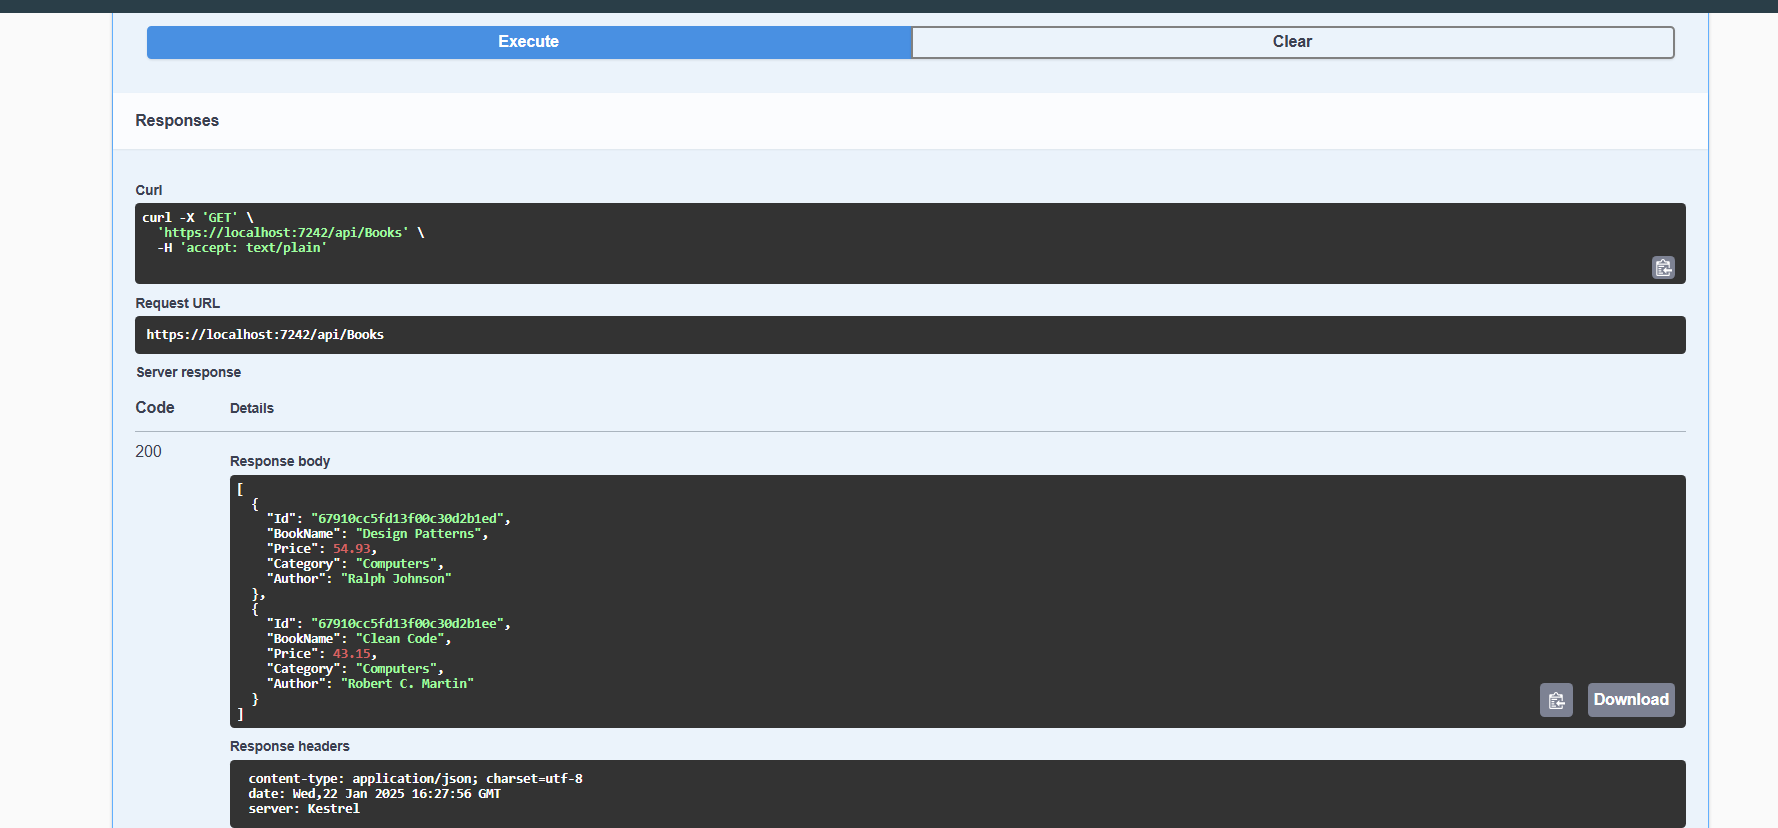 Execute
Clear
Responses
Curl
curl -X 'GET' \
  'https://localhost:7242/api/Books' \
  -H 'accept: text/plain'
Request URL
https://localhost:7242/api/Books
Server response
Code
Details
200
Response body
[
  {
    "Id": "67910cc5fd13f00c30d2b1ed",
    "BookName": "Design Patterns",
    "Price": 54.93,
    "Category": "Computers",
    "Author": "Ralph Johnson"
  },
  {
    "Id": "67910cc5fd13f00c30d2b1ee",
    "BookName": "Clean Code",
    "Price": 43.15,
    "Category": "Computers",
    "Author": "Robert C. Martin"
  }
]
Download
Response headers
content-type: application/json; charset=utf-8
date: Wed,22 Jan 2025 16:27:56 GMT
server: Kestrel